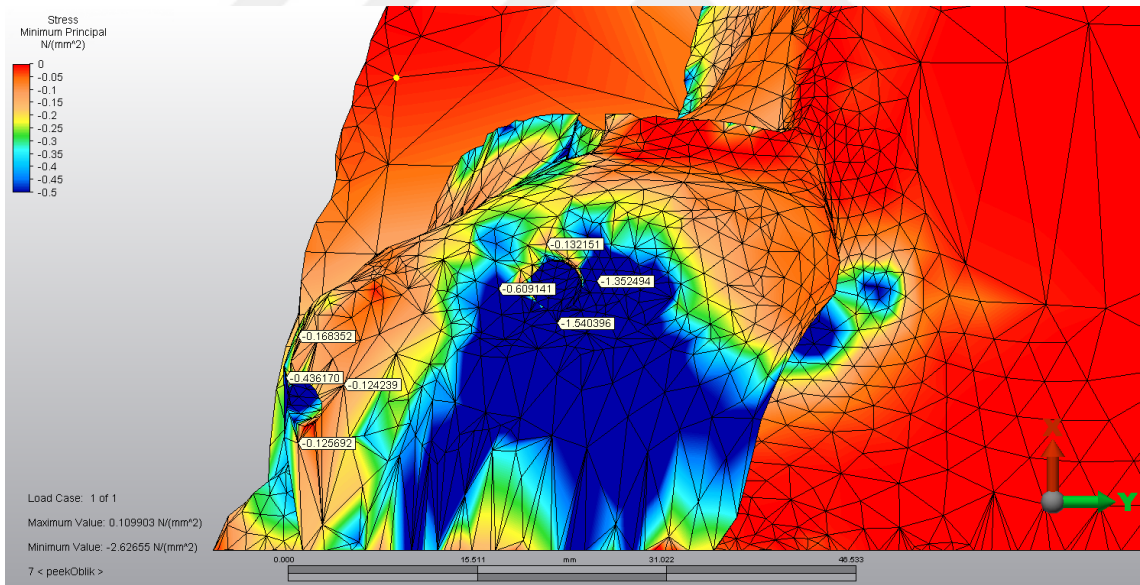 Stress
Minimum Principal
N/(mm^2)
0
-0.05
-0.1
-0.15
-0.2
-0.25
-0.3
-0.35
-0.4
-0.45
-0.5
-0.132151
-0.609141
-1.352494
-1.540396
-0.168352
-0.436170
-0.124239
-0.125692
X
Y
Load Case: 1 of 1
Maximum Value: 0.109903 N/(mm^2)
Minimum Value: -2.62655 N/(mm^2)
7 < peekOblik >
0.000 15.511 mm 31.022 46.533